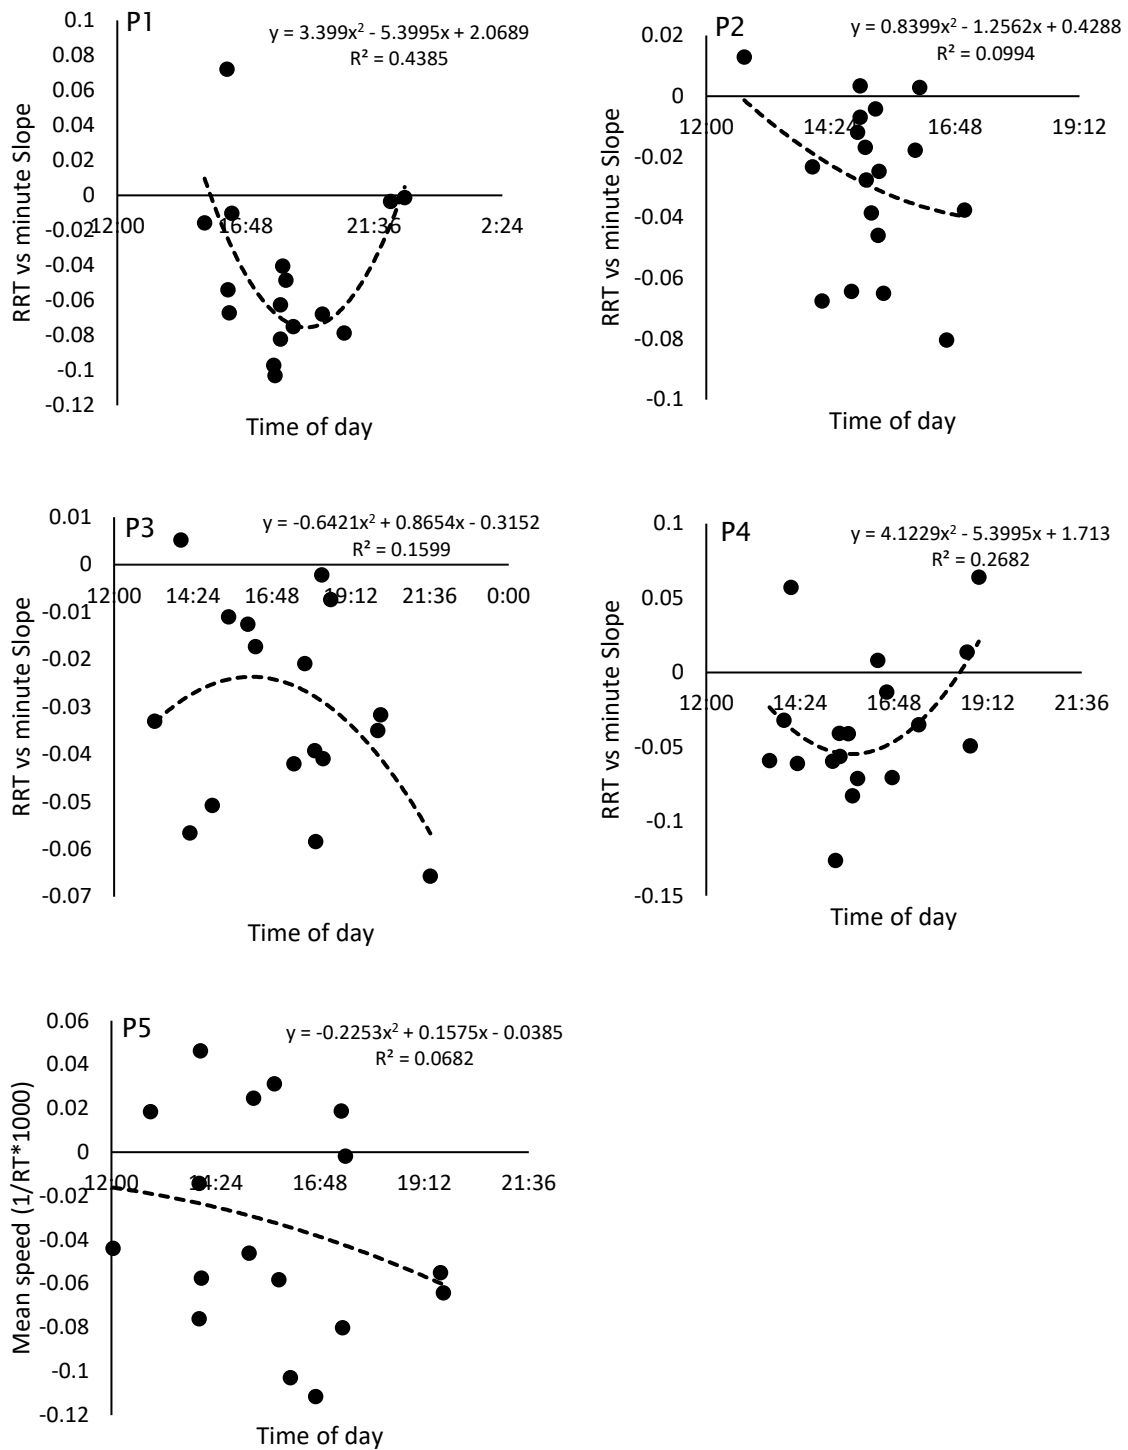 P1
y = 3.399x² - 5.3995x + 2.0689
R² = 0.4385
0.1
0.08
0.06
0.04
0.02
0
-0.02
-0.04
-0.06
-0.08
-0.1
-0.12
RRT vs minute Slope
12:00
16:48
21:36
2:24
Time of day
P2
y = 0.8399x² - 1.2562x + 0.4288
R² = 0.0994
0.02
0
-0.02
-0.04
-0.06
-0.08
-0.1
RRT vs minute Slope
12:00
14:24
16:48
19:12
Time of day
P3
y = -0.6421x² + 0.8654x - 0.3152
R² = 0.1599
0.01
0
-0.01
-0.02
-0.03
-0.04
-0.05
-0.06
-0.07
RRT vs minute Slope
12:00
14:24
16:48
19:12
21:36
0:00
Time of day
P4
y = 4.1229x² - 5.3995x + 1.713
R² = 0.2682
0.1
0.05
0
-0.05
-0.1
-0.15
RRT vs minute Slope
12:00
14:24
16:48
19:12
21:36
Time of day
P5
y = -0.2253x² + 0.1575x - 0.0385
R² = 0.0682
0.06
0.04
0.02
0
-0.02
-0.04
-0.06
-0.08
-0.1
-0.12
Mean speed (1/RT*1000)
12:00
14:24
16:48
19:12
21:36
Time of day